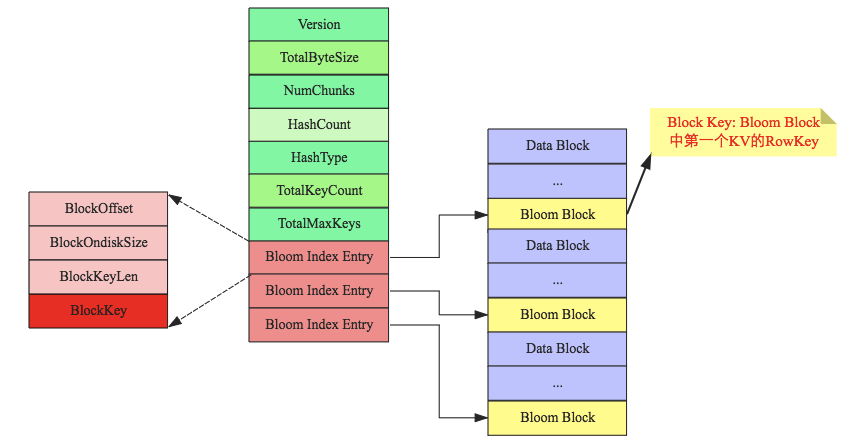 BlockOffset
BlockOndiskSize
BlockKeyLen
BlockKey
Version
TotalByteSize
NumChunks
HashCount
HashType
TotalKeyCount
TotalMaxKeys
Bloom Index Entry
Bloom Index Entry
Bloom Index Entry
Data Block
...
Bloom Block
Data Block
...
Bloom Block
Data Block
...
Bloom Block
Block Key: Bloom Block
中第一个KV的RowKey